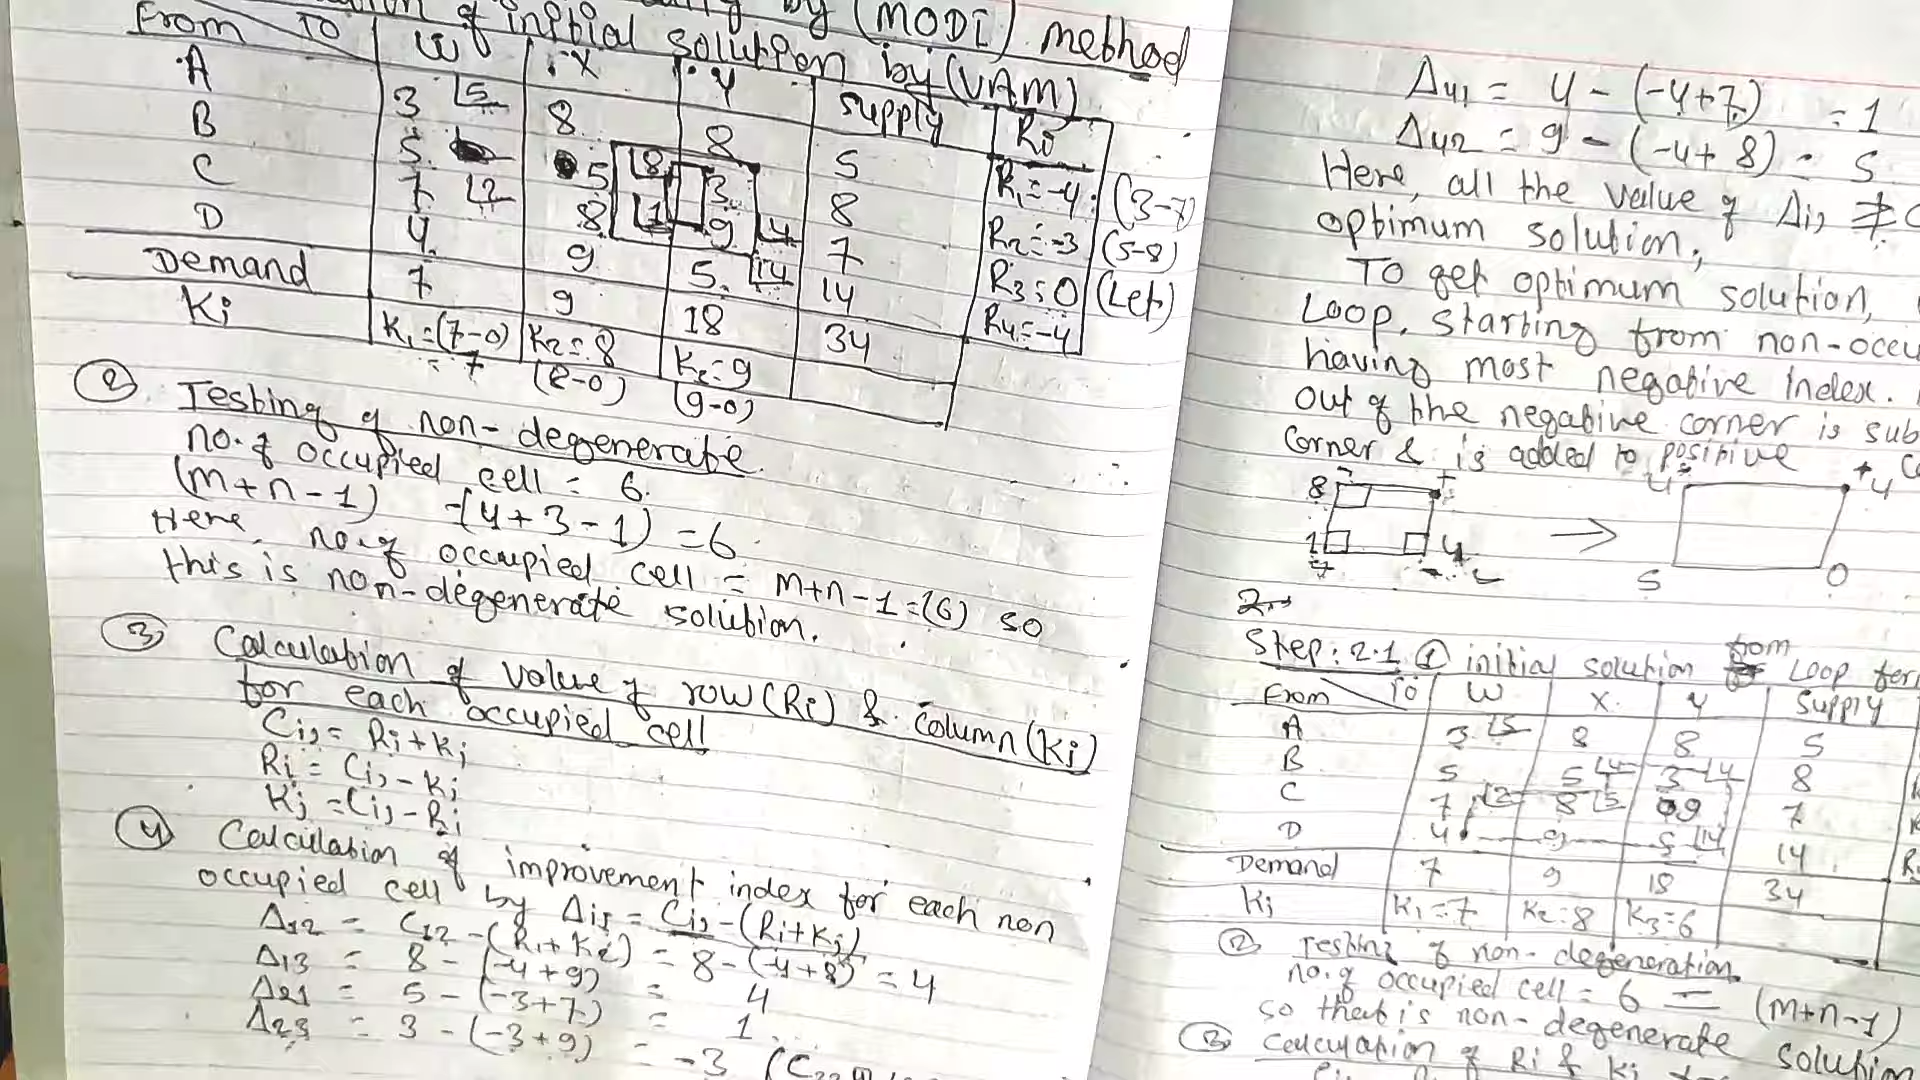 by (MODI) method
of initial solution by (VAM)
From TO W X Y supply Ri
A 3 5 8 8 5 R1=-4 (3-7)
B 5 5 8 3 8 R2=-3 (5-8)
C 7 2 8 1 9 4 7 R3=0 (Let)
D 4 9 5 14 14 R4=-4
Demand 7 9 18 34
Kj K1=(7-0) = 7 K2=8 (8-0) K2=9 (9-0)
② Testing of non-degenerate.
no. of occupied cell = 6.
(m+n-1) -(4+3-1) = 6
Here, no. of occupied cell = m+n-1=(6) so
this is non-degenerate solution.
③ Calculation of value of row (Ri) & column (Kj)
for each occupied cell
Cij = Ri+Kj
Ri = Cij-Kj
Kj = Cij-Ri
④ Calculation of improvement index for each non
occupied cell by Δij = Cij-(Ri+Kj)
Δ12 = C12-(R1+K2) = 8-(-4+8) = 4
Δ13 = 8-(-4+9) = 4
Δ21 = 5-(-3+7) = 1
Δ23 = 3-(-3+9) = -3
Δ41 = 4-(-4+7) = 1
Δ42 = 9-(-4+8) = 5
Here, all the value of Δij ≠
optimum solution,
To get optimum solution,
Loop, starting from non-occu
having most negative index.
out of the negative corner is sub
Corner & is added to positive
8 - +
1 + 4 - → 4 +4
5 0
Step: 2.1 ① initial solution from Loop for
From TO W X Y Supply
A 3 5 8 8 5
B 5 5 4 3 4 8
C 7 2 8 5 9 7
D 4 9 5 14 14
Demand 7 9 18 34
Kj K1=7 K2=8 K3=6
② Testing of non-degeneration
no. of occupied cell = 6 = (m+n-1)
so that is non-degenerate solution
③ Calculation of Ri & Kj